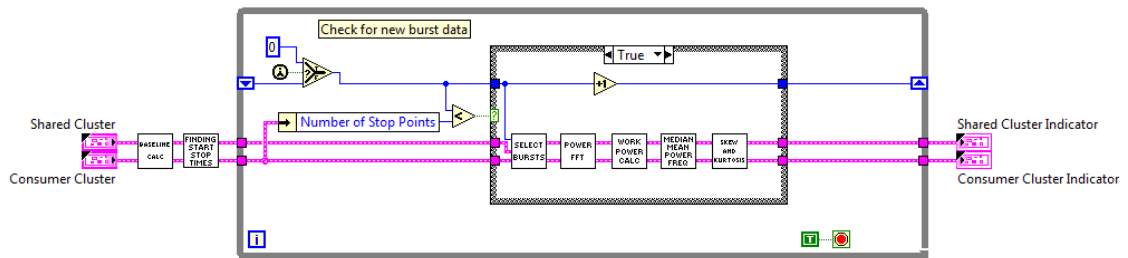 Check for new burst data
0
?
True
+1
Number of Stop Points
<
?
Shared Cluster
Consumer Cluster
BASELINE
CALC
FINDING
START
STOP
TIMES
SELECT
BURSTS
POWER
FFT
WORK
POWER
CALC
MEDIAN
MEAN
POWER
FREQ
SKEW
AND
KURTOSIS
Shared Cluster Indicator
Consumer Cluster Indicator
i
T